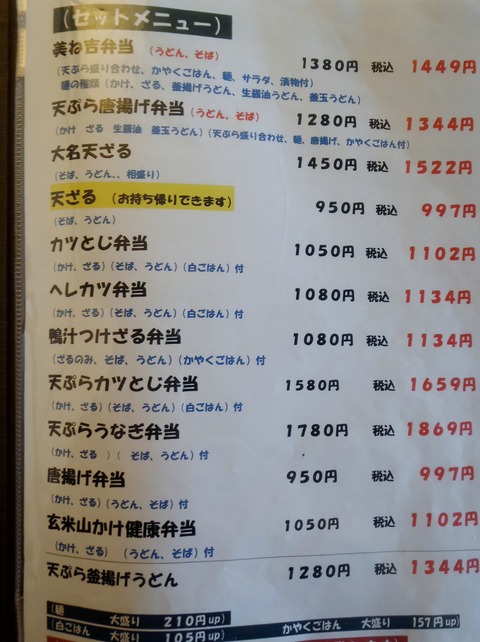 (セットメニュー)
美ね吉弁当 (うどん、そば) 1380円 税込 1449円
(天ぷら盛り合わせ、かやくごはん、麺、サラダ、漬物付)
麺の種類(かけ、ざる、釜揚げうどん、生醤油うどん、釜玉うどん)
天ぷら唐揚げ弁当(うどん、そば) 1280円 税込 1344円
(かけ ざる 生醤油 釜玉うどん)(天ぷら盛り合わせ、麺、唐揚げ、かやくごはん付)
大名天ざる 1450円 税込 1522円
(そば、うどん、、相盛り)
天ざる (お持ち帰りできます) 950円 税込 997円
(そば、うどん)
カツとじ弁当 1050円 税込 1102円
(かけ、ざる)(そば、うどん)(白ごはん)付
ヘレカツ弁当 1080円 税込 1134円
(かけ、ざる)(そば、うどん)(白ごはん)付
鴨汁つけざる弁当 1080円 税込 1134円
(ざるのみ、そば、うどん)(かやくごはん)付
天ぷらカツとじ弁当 1580円 税込 1659円
(かけ、ざる)(そば、うどん)(白ごはん)付
天ぷらうなぎ弁当 1780円 税込 1869円
(かけ、ざる )( そば、うどん)付
唐揚げ弁当 950円 税込 997円
(かけ、ざる)(うどん、そば)付
玄米山かけ健康弁当 1050円 税込 1102円
(かけ、ざる) (うどん、そば)付
天ぷら釜揚げうどん 1280円 税込 1344円
(麺 大盛り 210円up)
(白ごはん 大盛り 105円up) かやくごはん 大盛り 157円up)